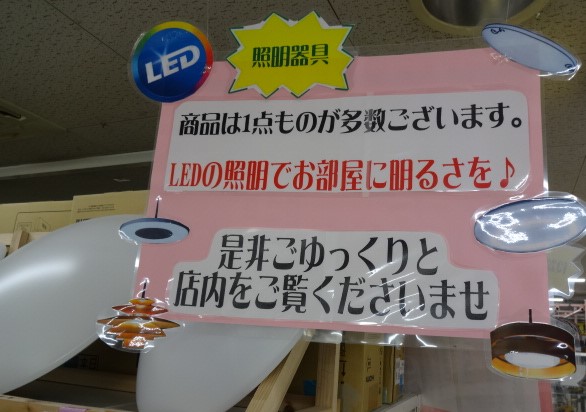 LED
照明器具
商品は1点ものが多数ございます。
LEDの照明でお部屋に明るさを♪
是非ごゆっくりと
店内をご覧くださいませ